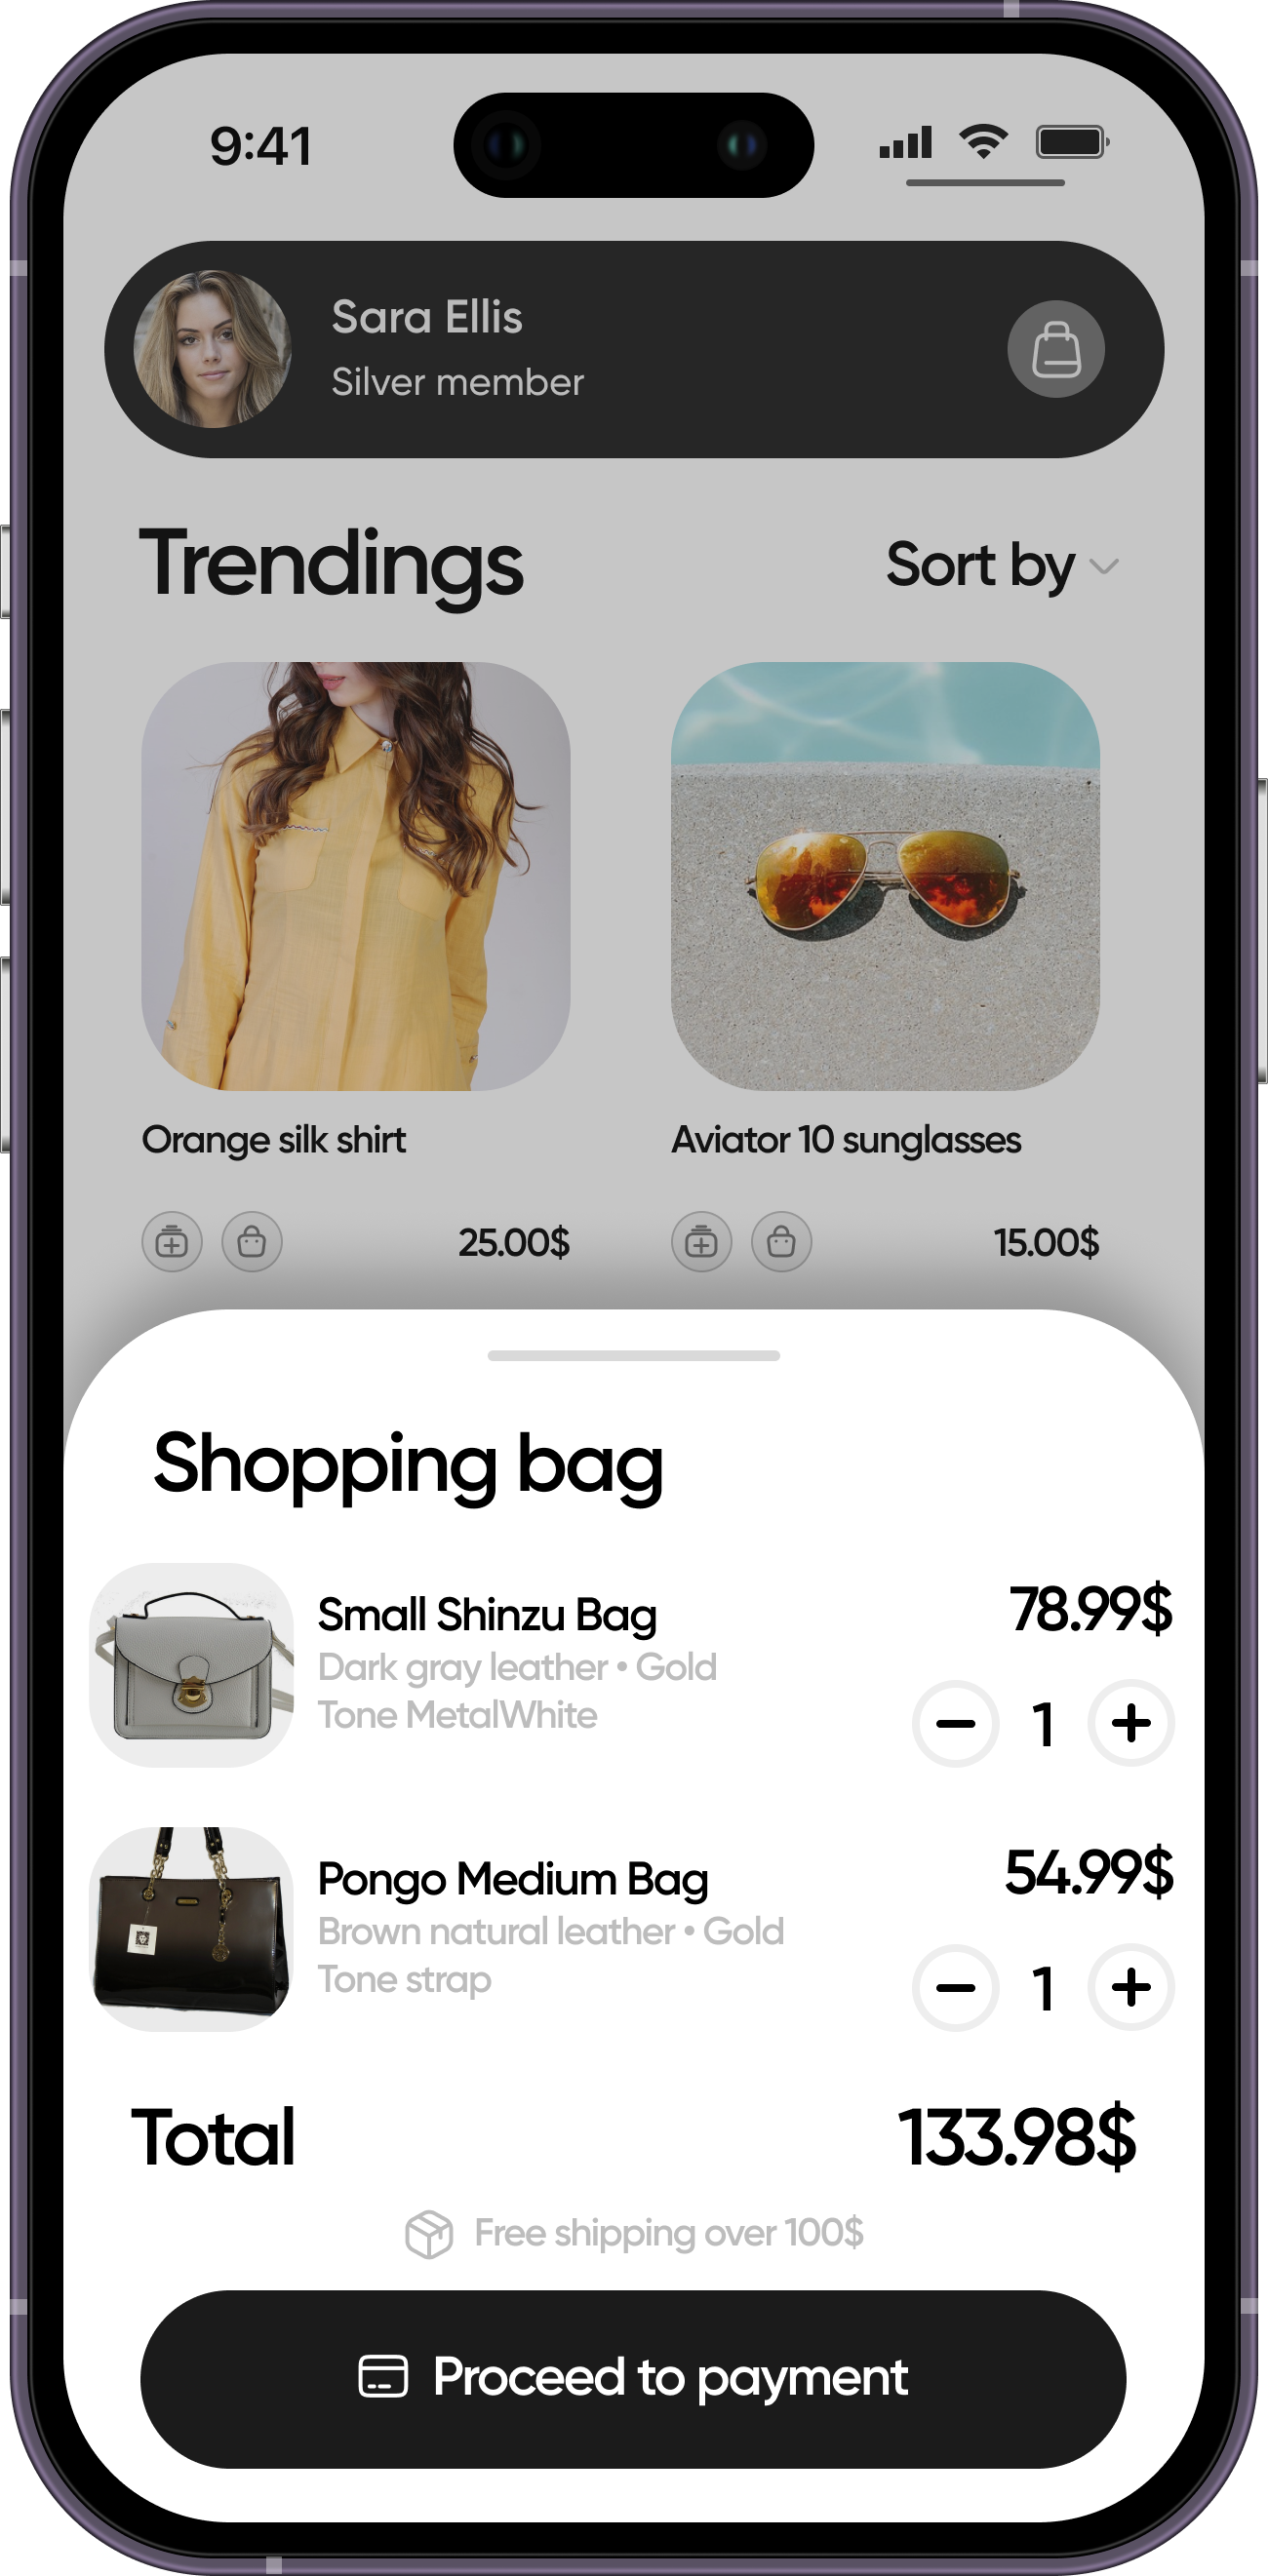 9:41
Sara Ellis
Silver member
Trendings
Sort by
Orange silk shirt
Aviator 10 sunglasses
25.00$
15.00$
Shopping bag
Small Shinzu Bag
78.99$
Dark gray leather • Gold
Tone MetalWhite
1
Pongo Medium Bag
54.99$
Brown natural leather • Gold
Tone strap
1
Total
133.98$
Free shipping over 100$
Proceed to payment